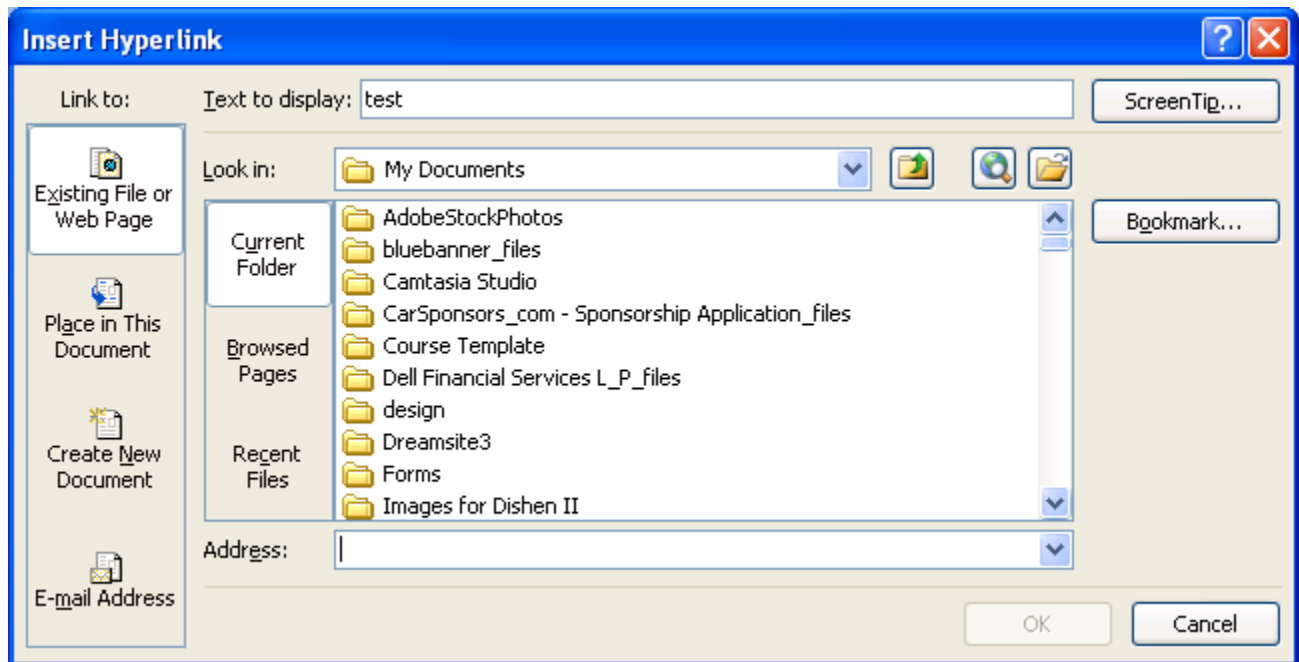 Insert Hyperlink
Link to:
Text to display: test
ScreenTip...
Existing File or
Web Page
Place in This
Document
Create New
Document
E-mail Address
Look in:
My Documents
Current
Folder
Browsed
Pages
Recent
Files
AdobeStockPhotos
bluebanner_files
Camtasia Studio
CarSponsors_com - Sponsorship Application_files
Course Template
Dell Financial Services L_P_files
design
Dreamsite3
Forms
Images for Dishen II
Bookmark...
Address:
OK
Cancel